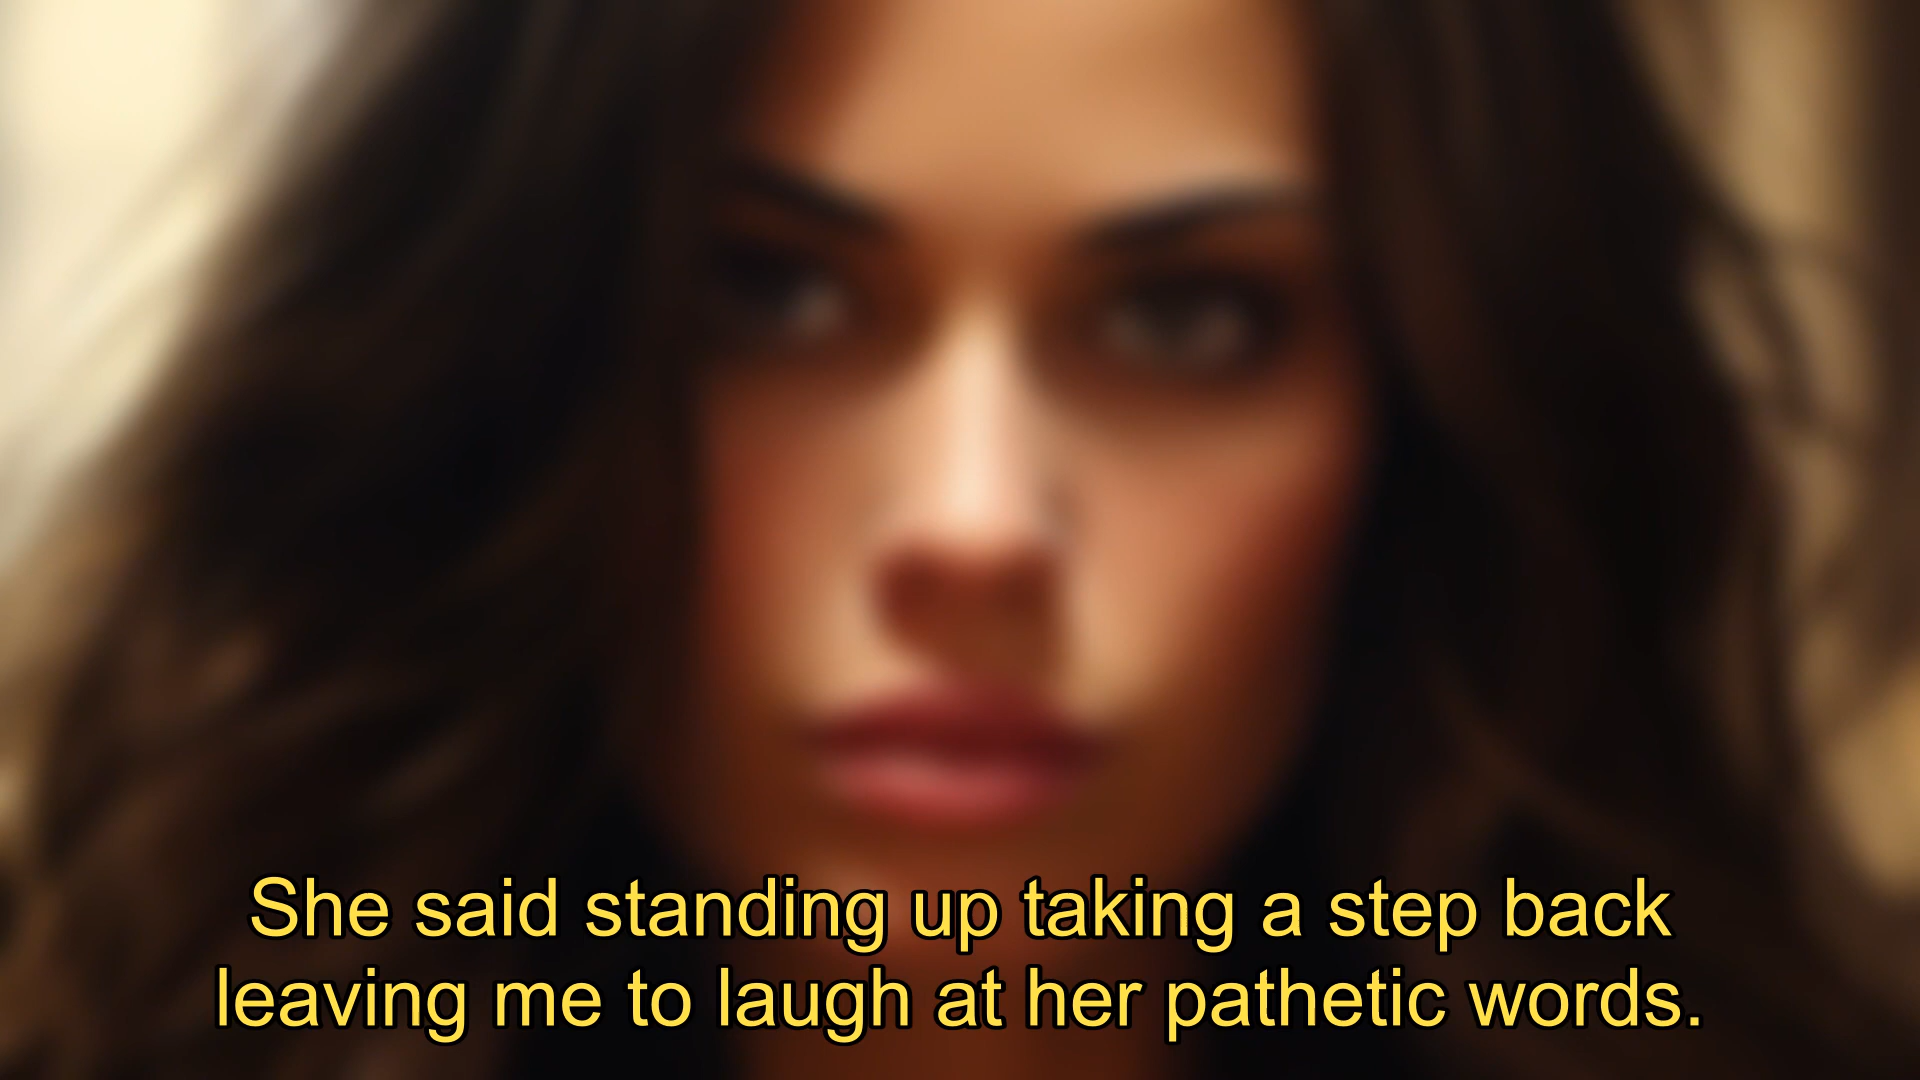 She said standing up taking a step back
leaving me to laugh at her pathetic words.